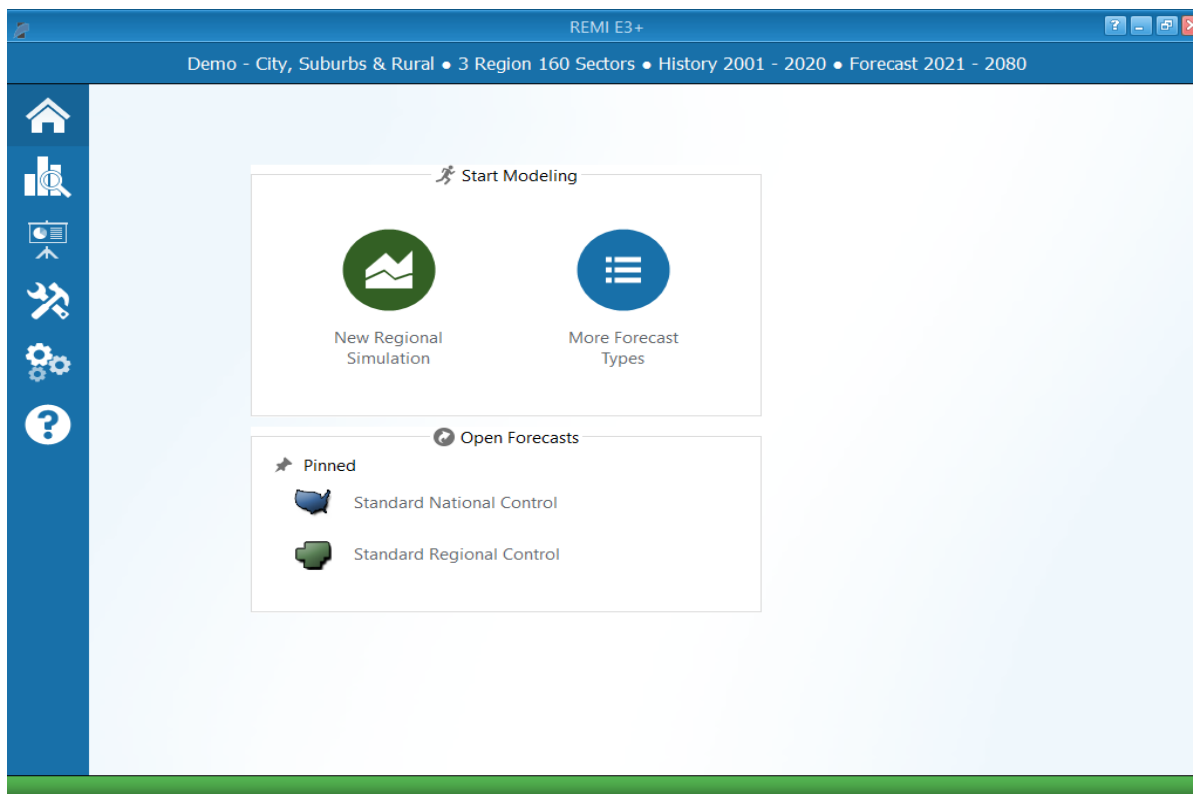 REMI E3+
Demo - City, Suburbs & Rural ● 3 Region 160 Sectors ● History 2001 - 2020 ● Forecast 2021 - 2080
Start Modeling
New Regional
Simulation
More Forecast
Types
Open Forecasts
Pinned
Standard National Control
Standard Regional Control